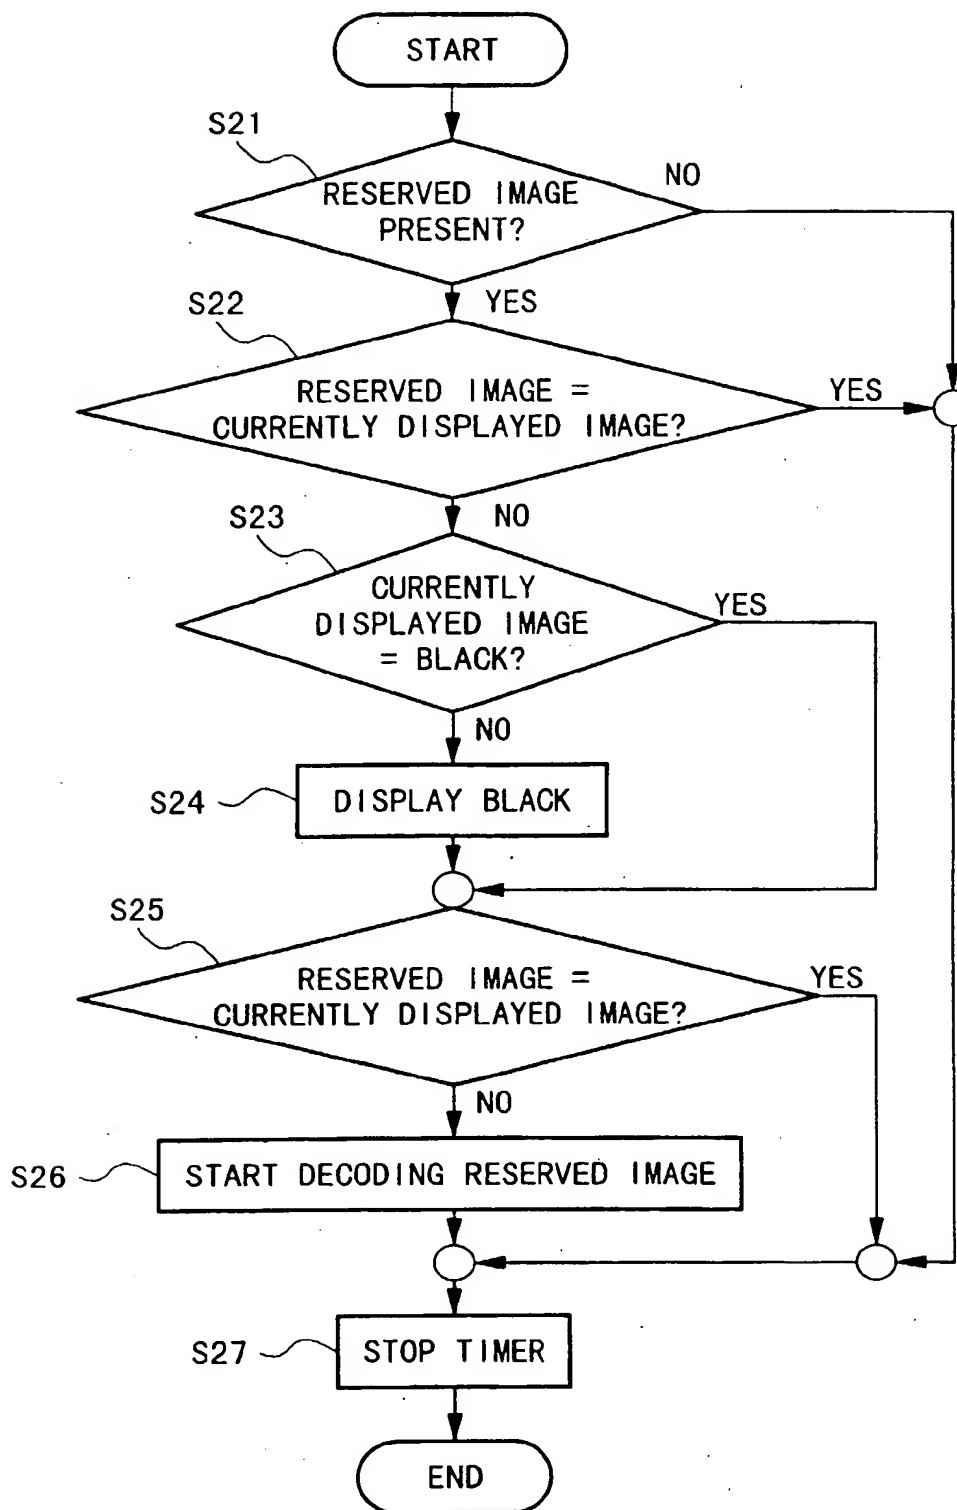 START
S21
RESERVED IMAGE
PRESENT?
NO
YES
S22
RESERVED IMAGE =
CURRENTLY DISPLAYED IMAGE?
YES
NO
S23
CURRENTLY
DISPLAYED IMAGE
= BLACK?
YES
NO
S24
DISPLAY BLACK
S25
RESERVED IMAGE =
CURRENTLY DISPLAYED IMAGE?
YES
NO
S26
START DECODING RESERVED IMAGE
S27
STOP TIMER
END